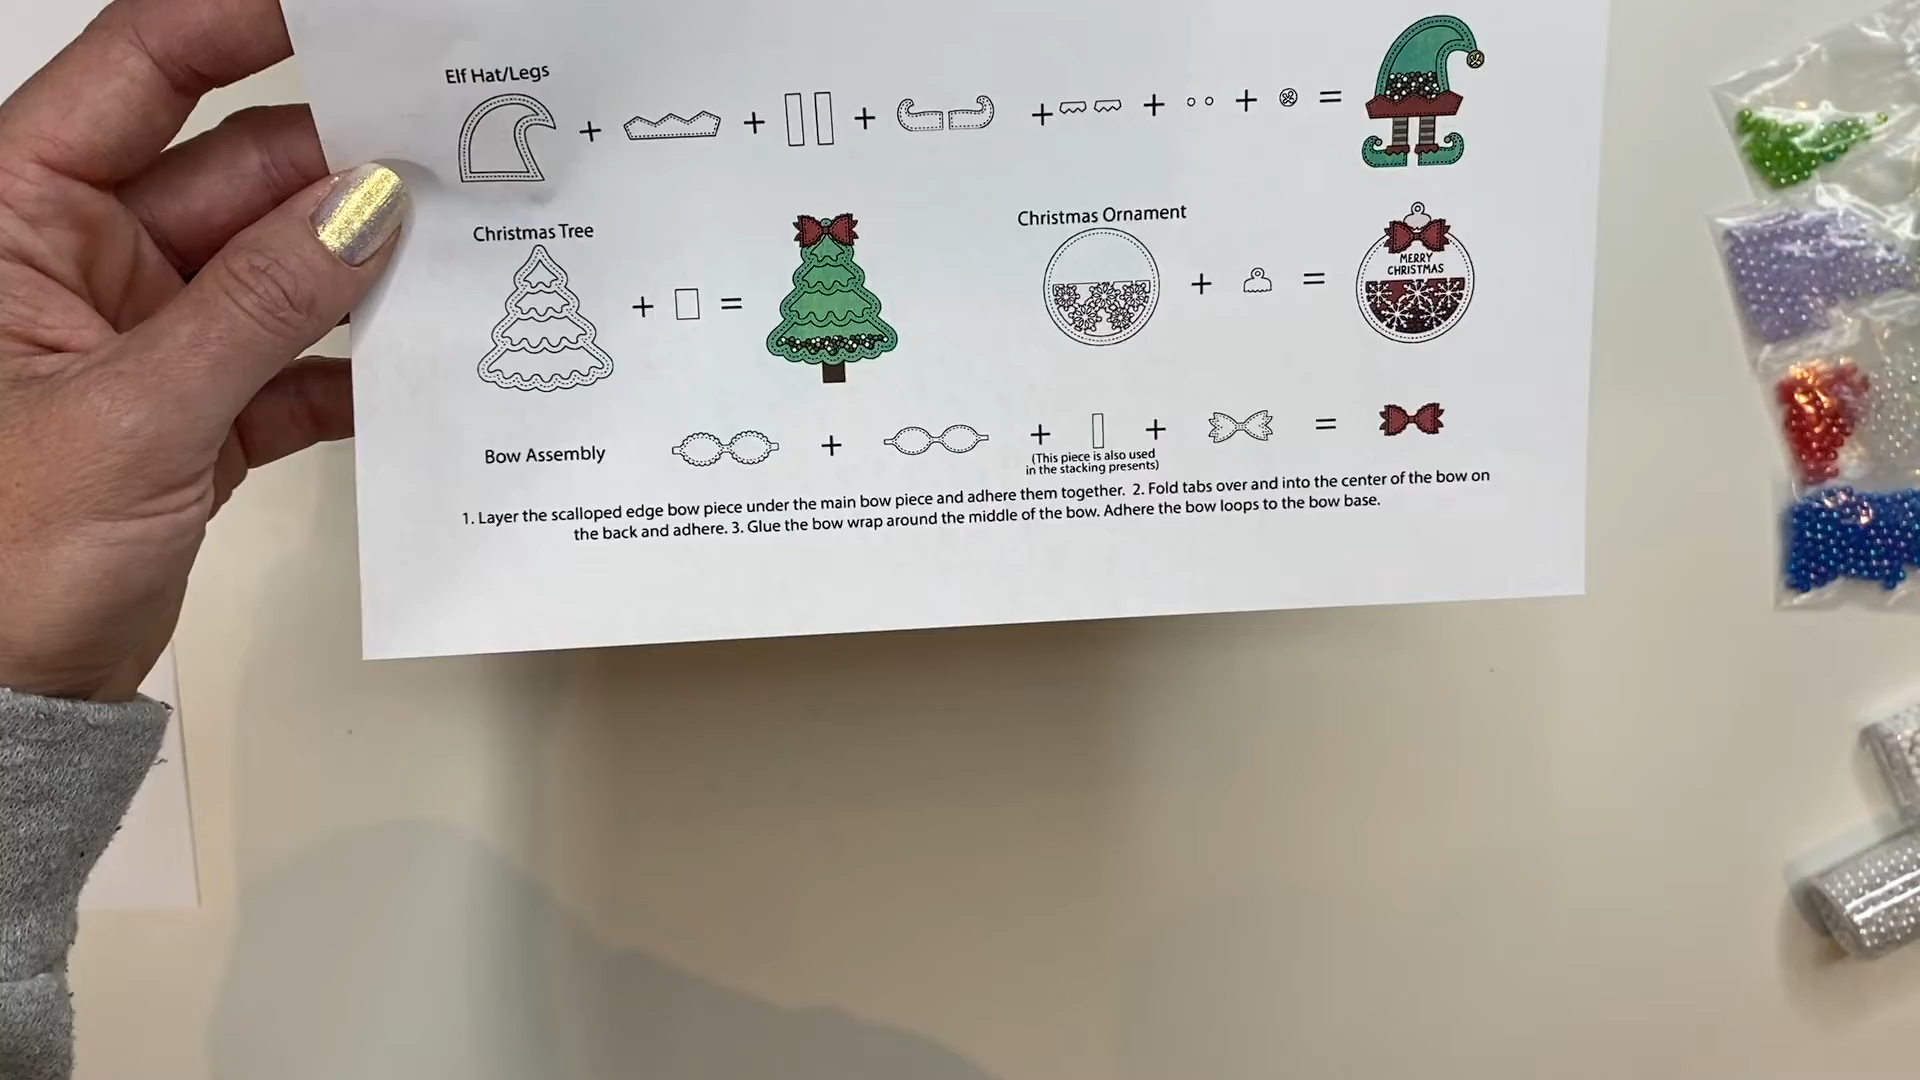 Elf Hat/Legs
+ + + + + + =
Christmas Tree
+ =
Christmas Ornament
+ =
MERRY
CHRISTMAS
Bow Assembly
+ + + =
(This piece is also used
in the stacking presents)
1. Layer the scalloped edge bow piece under the main bow piece and adhere them together. 2. Fold tabs over and into the center of the bow on
the back and adhere. 3. Glue the bow wrap around the middle of the bow. Adhere the bow loops to the bow base.